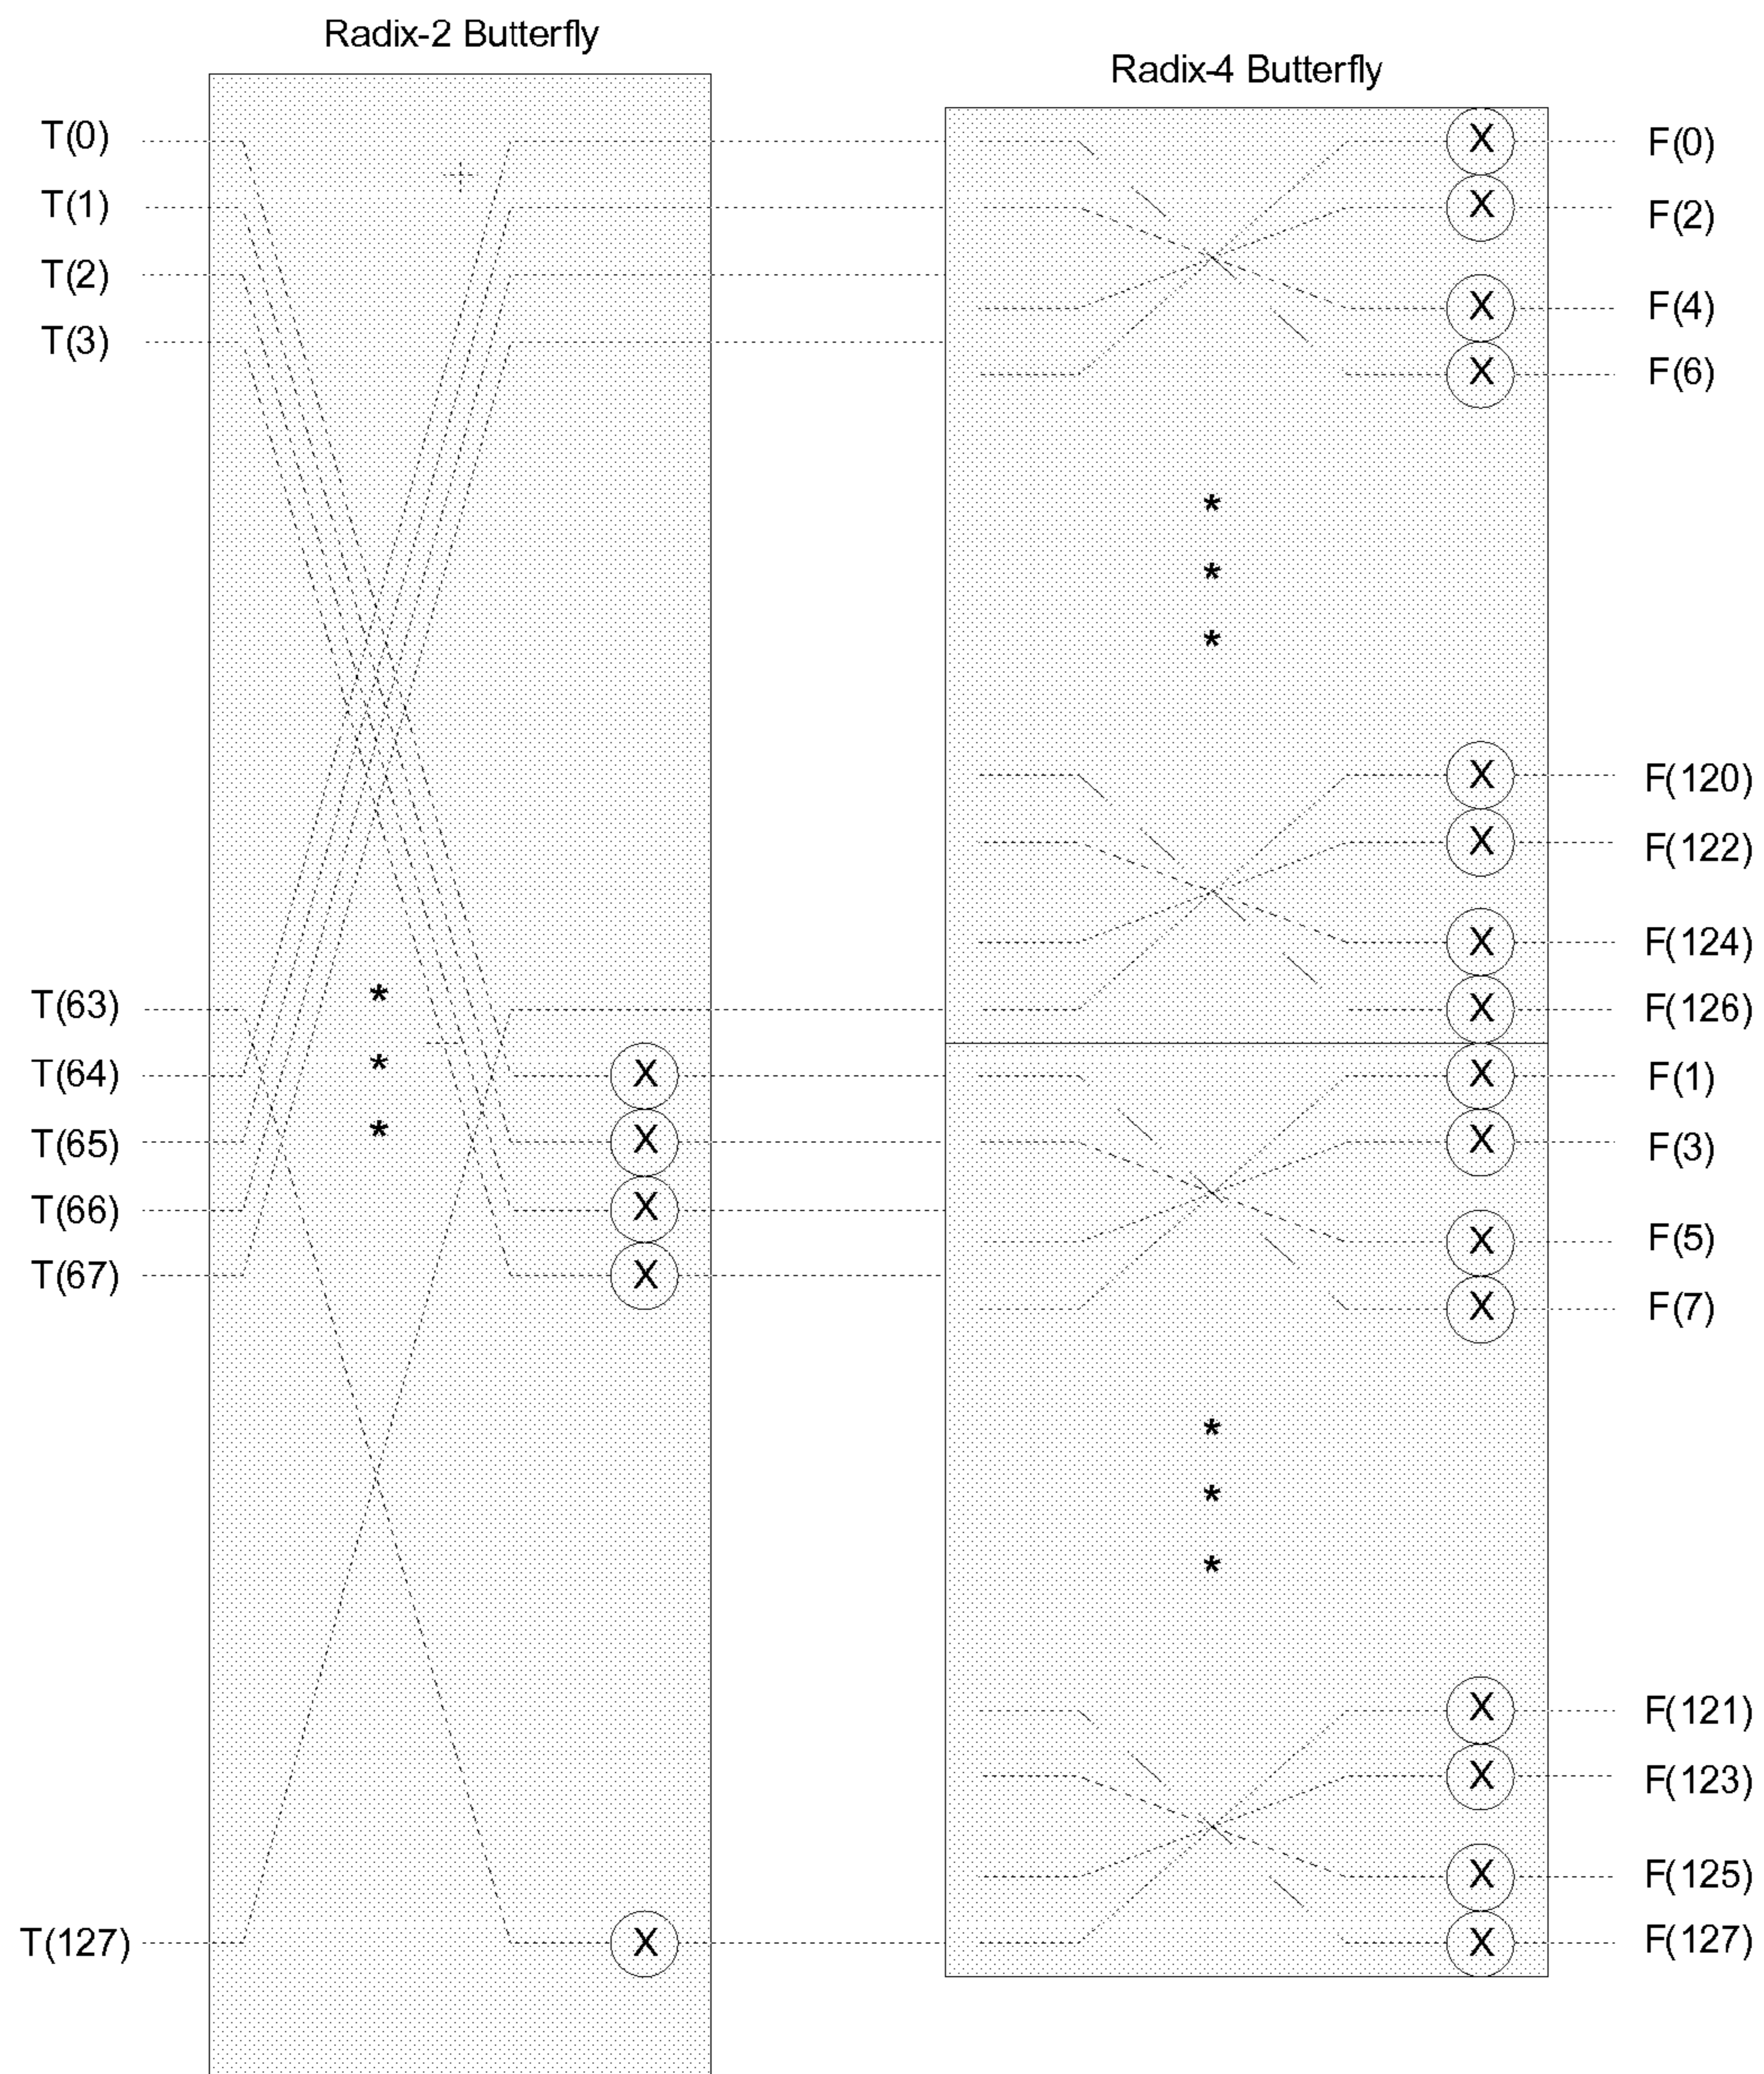 Radix-2 Butterfly
Radix-4 Butterfly
T(0)
T(1)
T(2)
T(3)
T(63)
T(64)
T(65)
T(66)
T(67)
T(127)
*
*
*
X
X
X
X
X
*
*
*
*
*
*
X F(0)
X F(2)
X F(4)
X F(6)
X F(120)
X F(122)
X F(124)
X F(126)
X F(1)
X F(3)
X F(5)
X F(7)
X F(121)
X F(123)
X F(125)
X F(127)